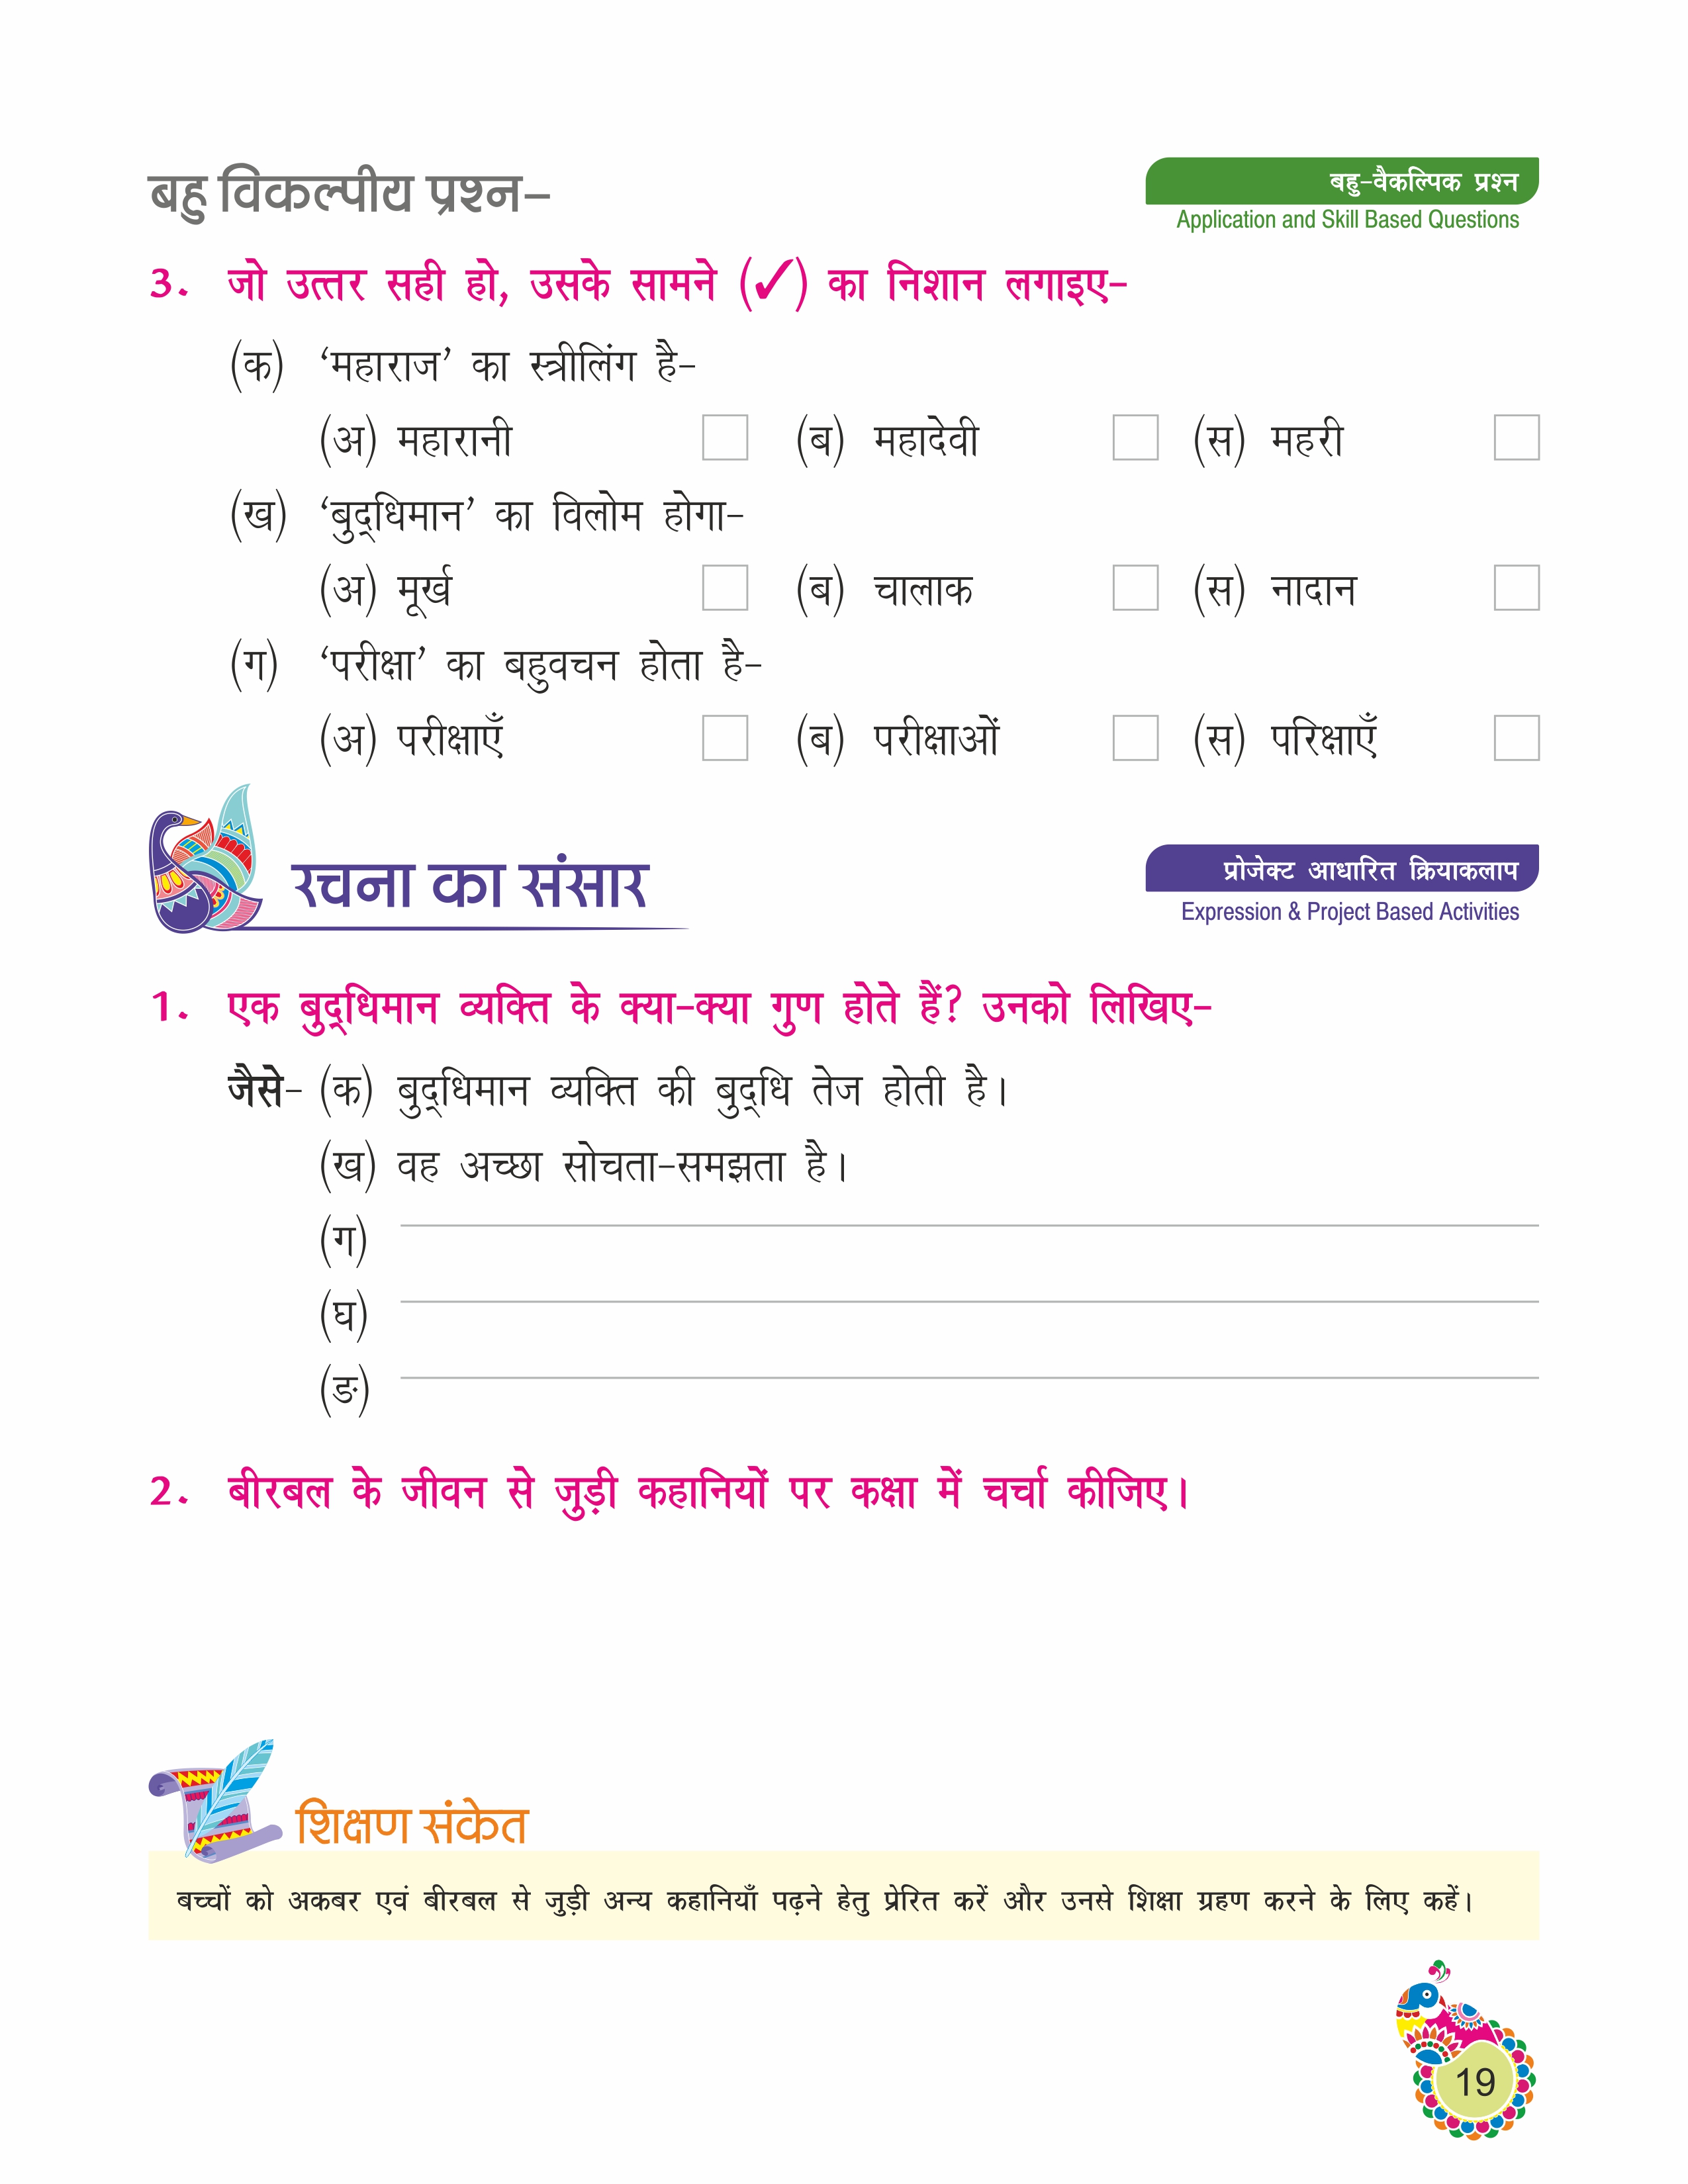 बहु विकल्पीय प्रश्न–
बहु-वैकल्पिक प्रश्न
Application and Skill Based Questions
3. जो उत्तर सही हो, उसके सामने (✓) का निशान लगाइए–
(क) ‘महाराज’ का स्त्रीलिंग है–
(अ) महारानी (ब) महादेवी (स) महरी
(ख) ‘बुद्‌धिमान’ का विलोम होगा–
(अ) मूर्ख (ब) चालाक (स) नादान
(ग) ‘परीक्षा’ का बहुवचन होता है–
(अ) परीक्षाएँ (ब) परीक्षाओं (स) परिक्षाएँ
रचना का संसार
प्रोजेक्ट आधारित क्रियाकलाप
Expression & Project Based Activities
1. एक बुद्‌धिमान व्यक्ति के क्या-क्या गुण होते हैं? उनको लिखिए–
जैसे– (क) बुद्‌धिमान व्यक्ति की बुद्‌धि तेज होती है।
(ख) वह अच्छा सोचता-समझता है।
(ग)
(घ)
(ङ)
2. बीरबल के जीवन से जुड़ी कहानियों पर कक्षा में चर्चा कीजिए।
शिक्षण संकेत
बच्चों को अकबर एवं बीरबल से जुड़ी अन्य कहानियाँ पढ़ने हेतु प्रेरित करें और उनसे शिक्षा ग्रहण करने के लिए कहें।
19